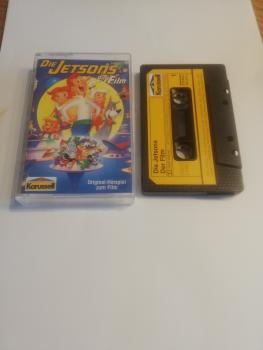 DIE JETSONS
Der Film
Karussell
Original-Hörspiel
zum Film
Karussell
Die Jetsons
Der Film